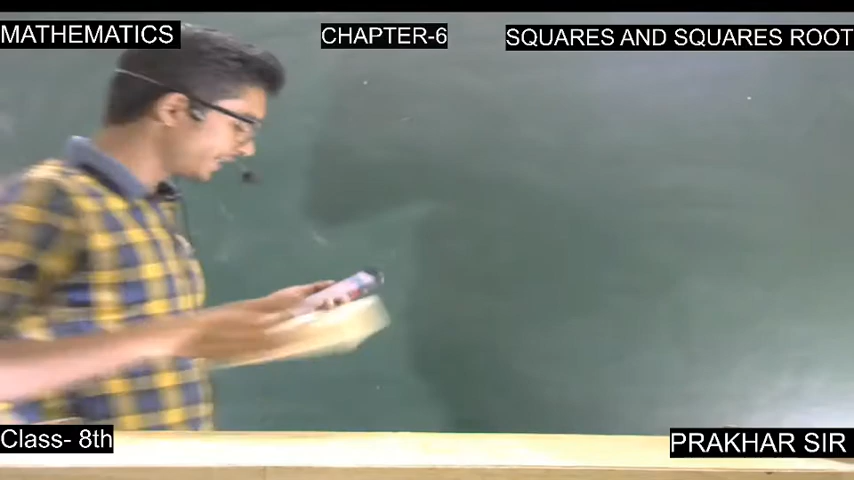 MATHEMATICS
CHAPTER-6
SQUARES AND SQUARES ROOT
Class- 8th
PRAKHAR SIR